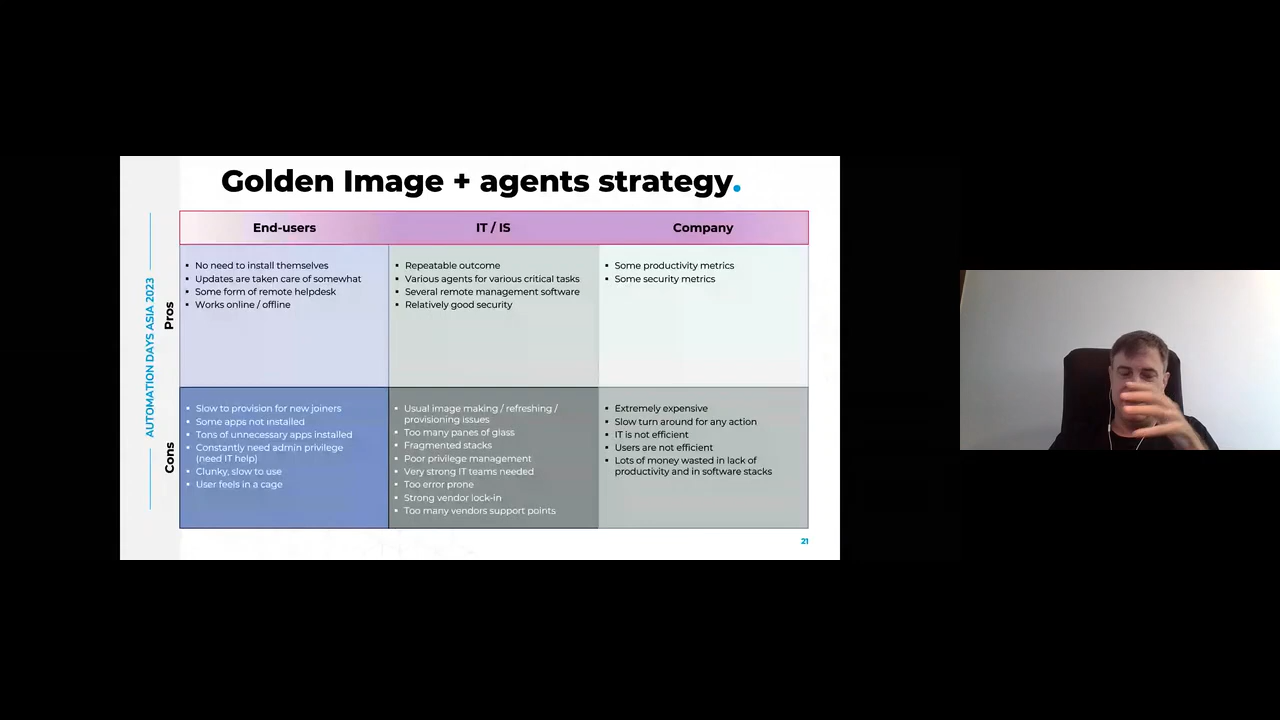 Golden Image + agents strategy.
AUTOMATION DAYS ASIA 2023
End-users
IT / IS
Company
Pros
▪ No need to install themselves
▪ Updates are taken care of somewhat
▪ Some form of remote helpdesk
▪ Works online / offline
▪ Repeatable outcome
▪ Various agents for various critical tasks
▪ Several remote management software
▪ Relatively good security
▪ Some productivity metrics
▪ Some security metrics
Cons
▪ Slow to provision for new joiners
▪ Some apps not installed
▪ Tons of unnecessary apps installed
▪ Constantly need admin privilege
(need IT help)
▪ Clunky, slow to use
▪ User feels in a cage
▪ Usual image making / refreshing /
provisioning issues
▪ Too many panes of glass
▪ Fragmented stacks
▪ Poor privilege management
▪ Very strong IT teams needed
▪ Too error prone
▪ Strong vendor lock-in
▪ Too many vendors support points
▪ Extremely expensive
▪ Slow turn around for any action
▪ IT is not efficient
▪ Users are not efficient
▪ Lots of money wasted in lack of
productivity and in software stacks
21